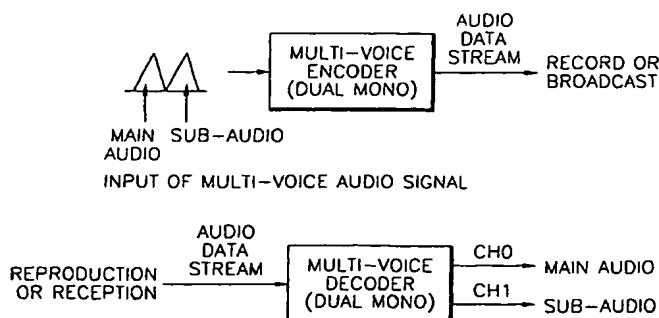 AUDIO
DATA
STREAM
MULTI-VOICE
ENCODER
(DUAL MONO)
RECORD OR
BROADCAST
MAIN
AUDIO
SUB-AUDIO
INPUT OF MULTI-VOICE AUDIO SIGNAL
AUDIO
DATA
STREAM
REPRODUCTION
OR RECEPTION
MULTI-VOICE
DECODER
(DUAL MONO)
CH0
MAIN AUDIO
CH1
SUB-AUDIO